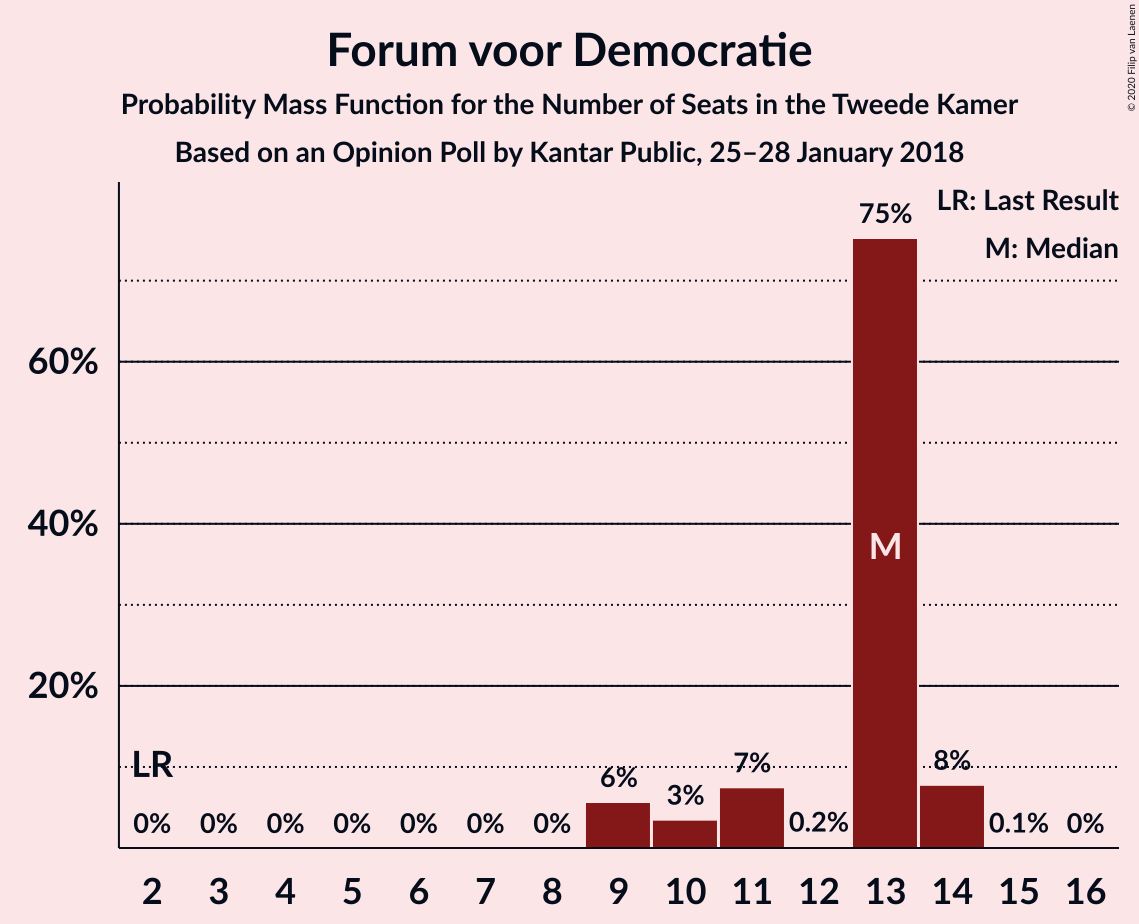 Forum voor Democratie
Probability Mass Function for the Number of Seats in the Tweede Kamer
Based on an Opinion Poll by Kantar Public, 25–28 January 2018
© 2020 Filip van Laenen
LR: Last Result
M: Median
75%
60%
40%
M
20%
LR
0% 0% 0% 0% 0% 0% 0% 6% 3% 7% 0.2% 8% 0.1% 0%
2 3 4 5 6 7 8 9 10 11 12 13 14 15 16